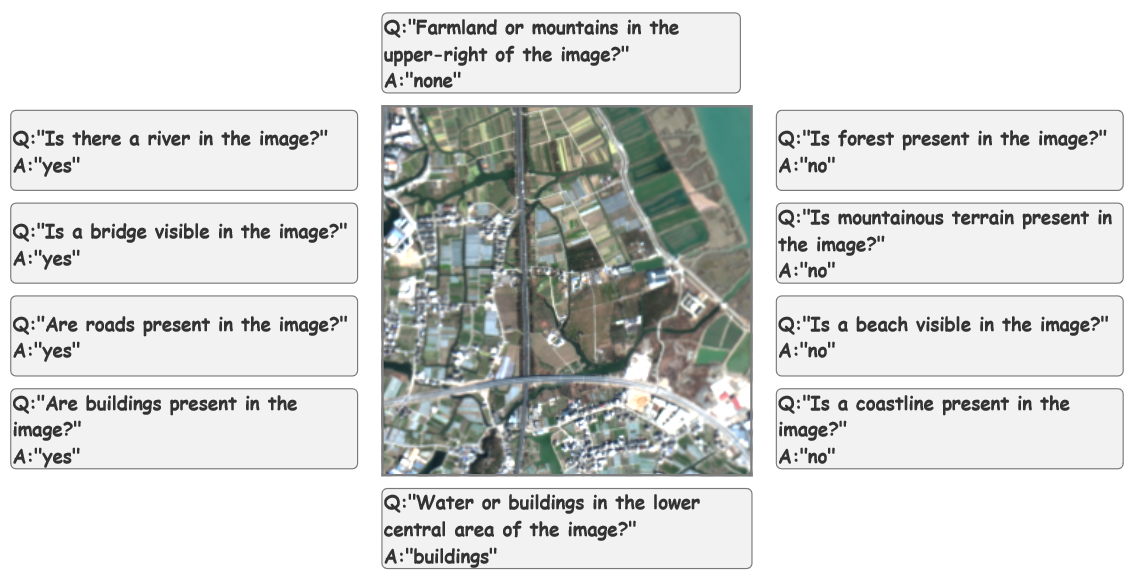 Q:"Farmland or mountains in the
upper-right of the image?"
A:"none"
Q:"Is there a river in the image?"
A:"yes"
Q:"Is a bridge visible in the image?"
A:"yes"
Q:"Are roads present in the image?"
A:"yes"
Q:"Are buildings present in the
image?"
A:"yes"
Q:"Is forest present in the image?"
A:"no"
Q:"Is mountainous terrain present in
the image?"
A:"no"
Q:"Is a beach visible in the image?"
A:"no"
Q:"Is a coastline present in the
image?"
A:"no"
Q:"Water or buildings in the lower
central area of the image?"
A:"buildings"